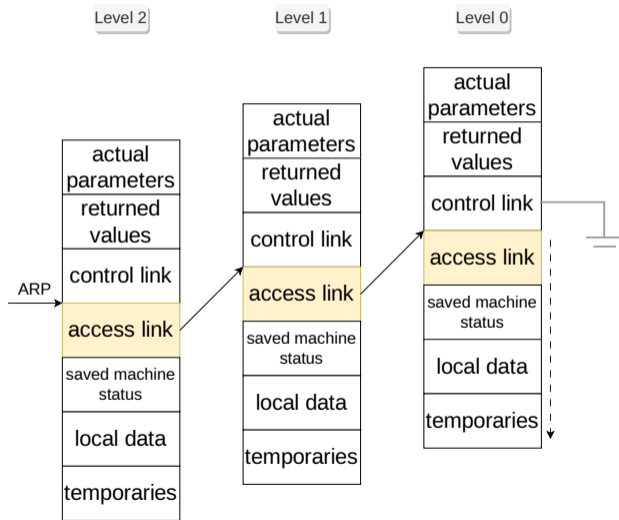 Level 2
Level 1
Level 0
ARP
actual
parameters
returned
values
control link
access link
saved machine
status
local data
temporaries
actual
parameters
returned
values
control link
access link
saved machine
status
local data
temporaries
actual
parameters
returned
values
control link
access link
saved machine
status
local data
temporaries